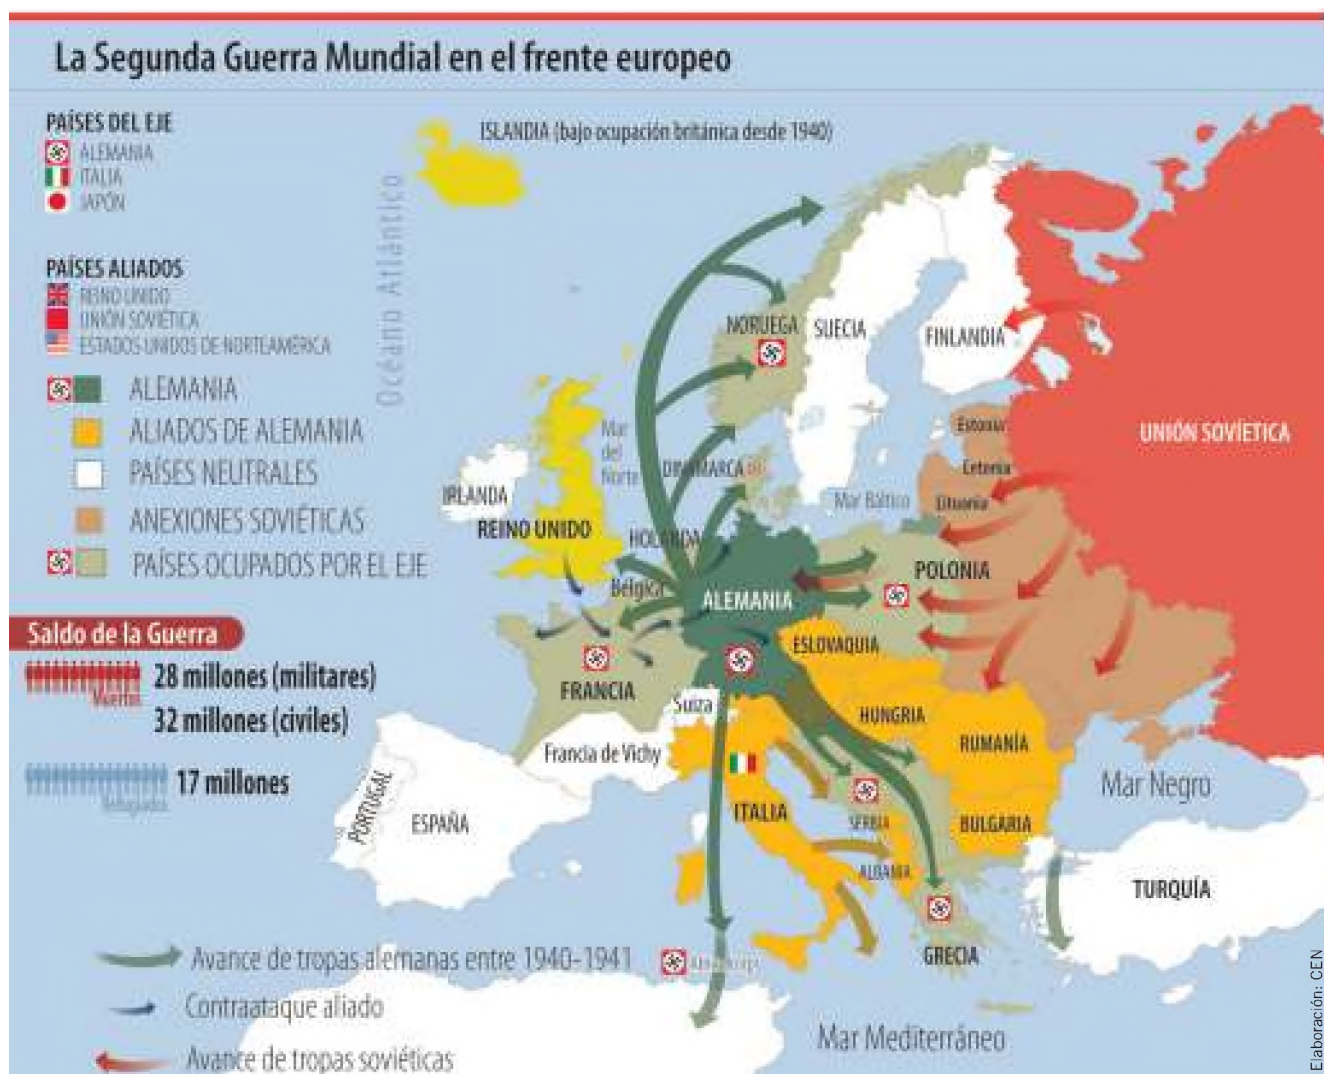 La Segunda Guerra Mundial en el frente europeo
PAÍSES DEL EJE
ALEMANIA
ITALIA
JAPÓN
PAÍSES ALIADOS
REINO UNIDO
UNIÓN SOVIÉTICA
ESTADOS UNIDOS DE NORTEAMÉRICA
ALEMANIA
ALIADOS DE ALEMANIA
PAÍSES NEUTRALES
ANEXIONES SOVIÉTICAS
PAÍSES OCUPADOS POR EL EJE
Saldo de la Guerra
Muertos
28 millones (militares)
32 millones (civiles)
Refugiados
17 millones
ISLANDIA (bajo ocupación británica desde 1940)
Océano Atlántico
NORUEGA
SUECIA
FINLANDIA
UNIÓN SOVÍETICA
Estonia
Letonia
Lituania
Mar
del
Norte
DINAMARCA
Mar Báltico
IRLANDA
REINO UNIDO
HOLANDA
Bélgica
ALEMANIA
POLONIA
ESLOVAQUIA
FRANCIA
Suiza
HUNGRIA
RUMANÍA
Francia de Vichy
Mar Negro
PORTUGAL
ESPAÑA
ITALIA
SERBIA
BULGARIA
ALBANIA
TURQUÍA
GRECIA
Avance de tropas alemanas entre 1940-1941
Contraataque aliado
Avance de tropas soviéticas
Mar Mediterráneo
Elaboración: CEN